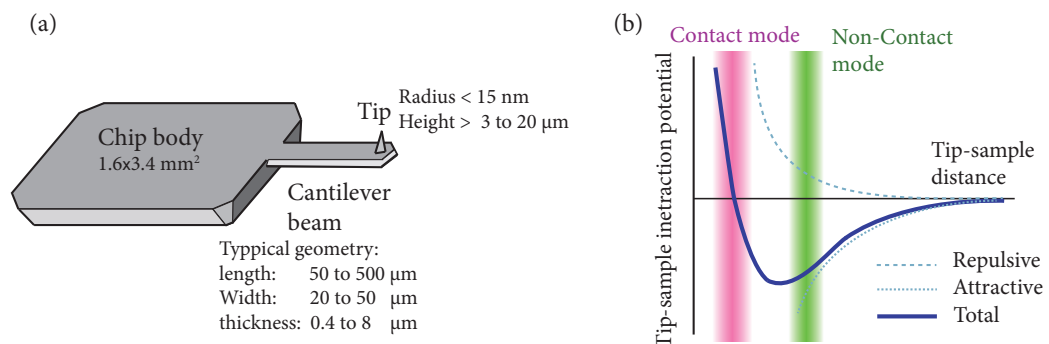 (a)
Chip body
1.6x3.4 mm²
Tip
Radius < 15 nm
Height > 3 to 20 μm
Cantilever
beam
Typpical geometry:
length: 50 to 500 μm
Width: 20 to 50 μm
thickness: 0.4 to 8 μm
(b)
Contact mode
Non-Contact
mode
Tip-sample inetraction potential
Tip-sample
distance
Repulsive
Attractive
Total